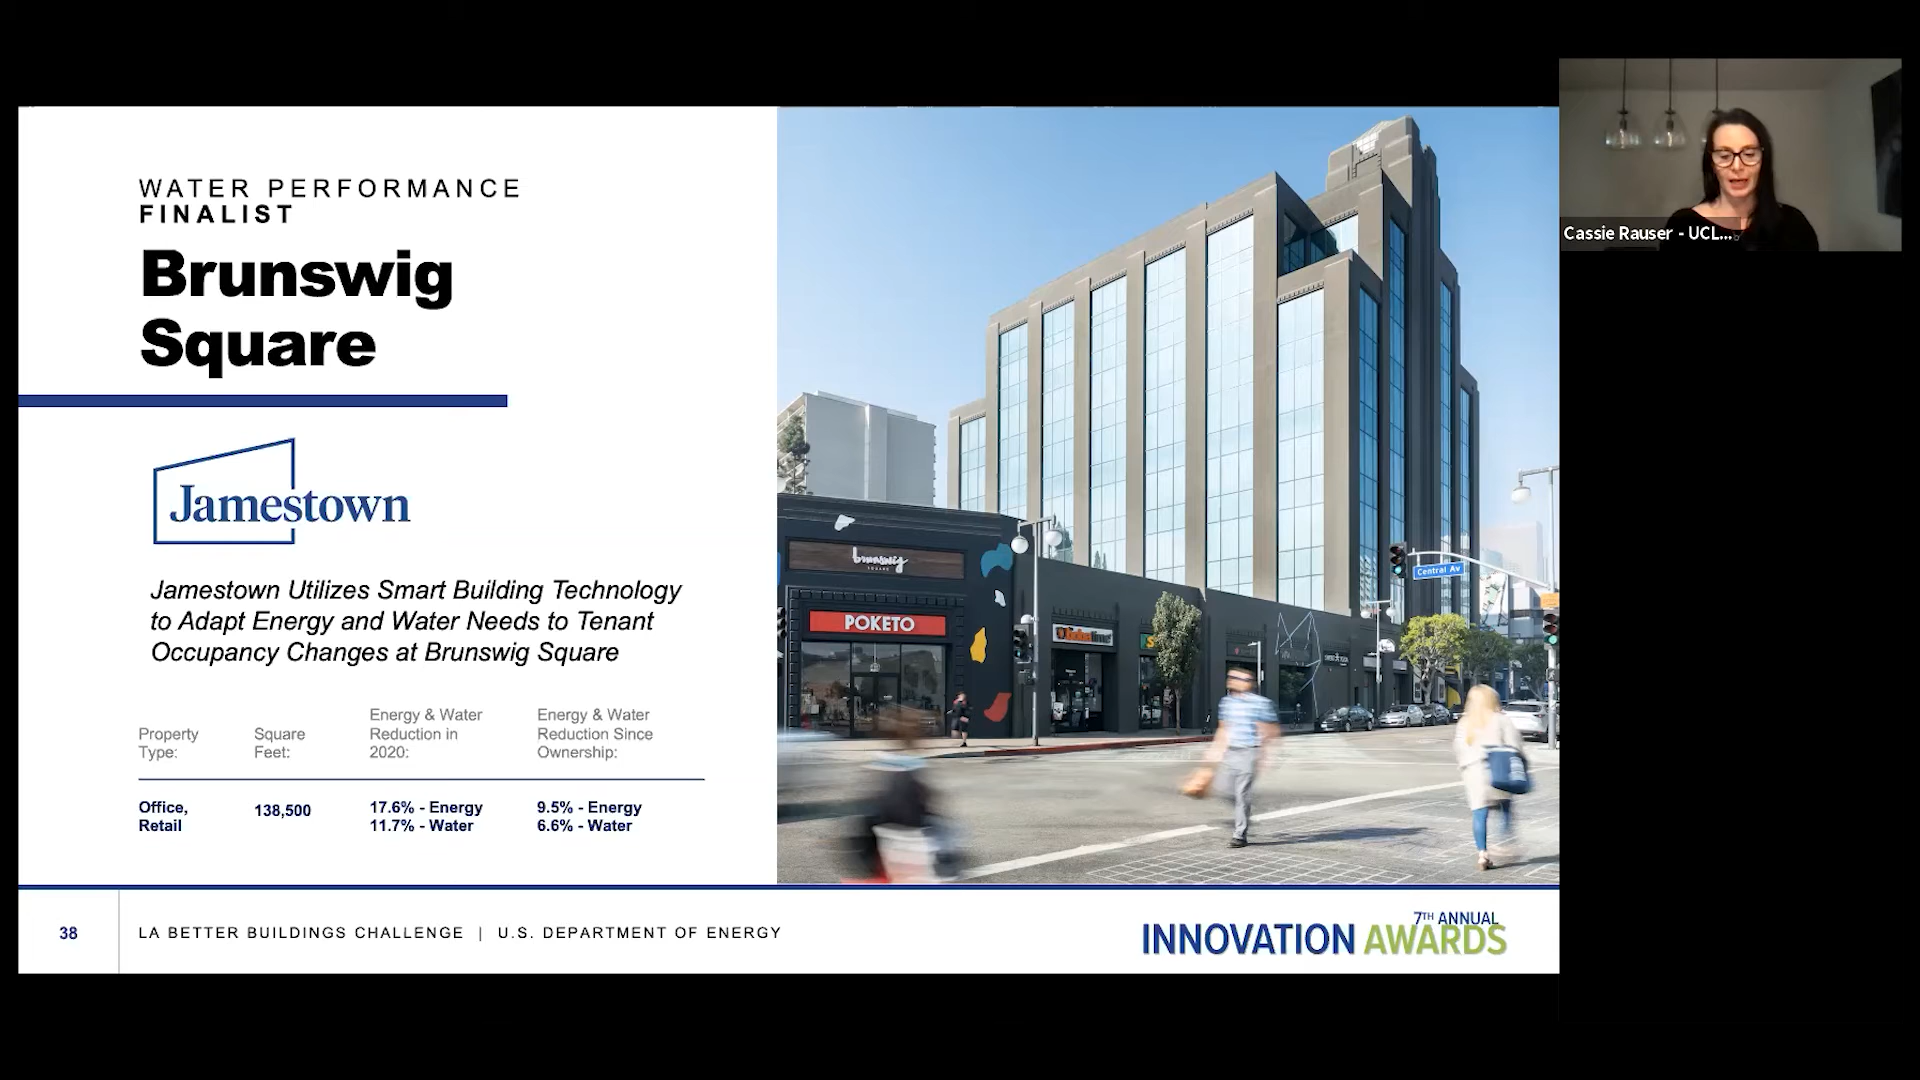 WATER PERFORMANCE
FINALIST
Brunswig
Square
Jamestown
Jamestown Utilizes Smart Building Technology
to Adapt Energy and Water Needs to Tenant
Occupancy Changes at Brunswig Square
Property
Type:
Square
Feet:
Energy & Water
Reduction in
2020:
Energy & Water
Reduction Since
Ownership:
Office,
Retail
138,500
17.6% - Energy
11.7% - Water
9.5% - Energy
6.6% - Water
brunswig
SQUARE
POKETO
Central Av
38
LA BETTER BUILDINGS CHALLENGE | U.S. DEPARTMENT OF ENERGY
7TH ANNUAL
INNOVATION AWARDS
Cassie Rauser - UCL...